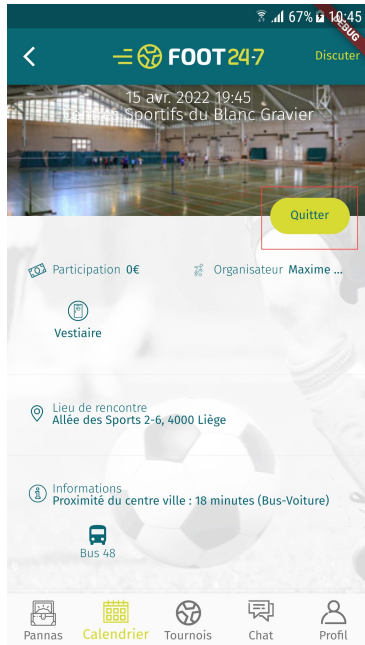 67% 10:45
DEBUG
FOOT24-7
Discuter
15 avr. 2022 19:45
Centres Sportifs du Blanc Gravier
Quitter
Participation 0€
Organisateur Maxime ...
Vestiaire
Lieu de rencontre
Allée des Sports 2-6, 4000 Liège
Informations
Proximité du centre ville : 18 minutes (Bus-Voiture)
Bus 48
Pannas
Calendrier
Tournois
Chat
Profil